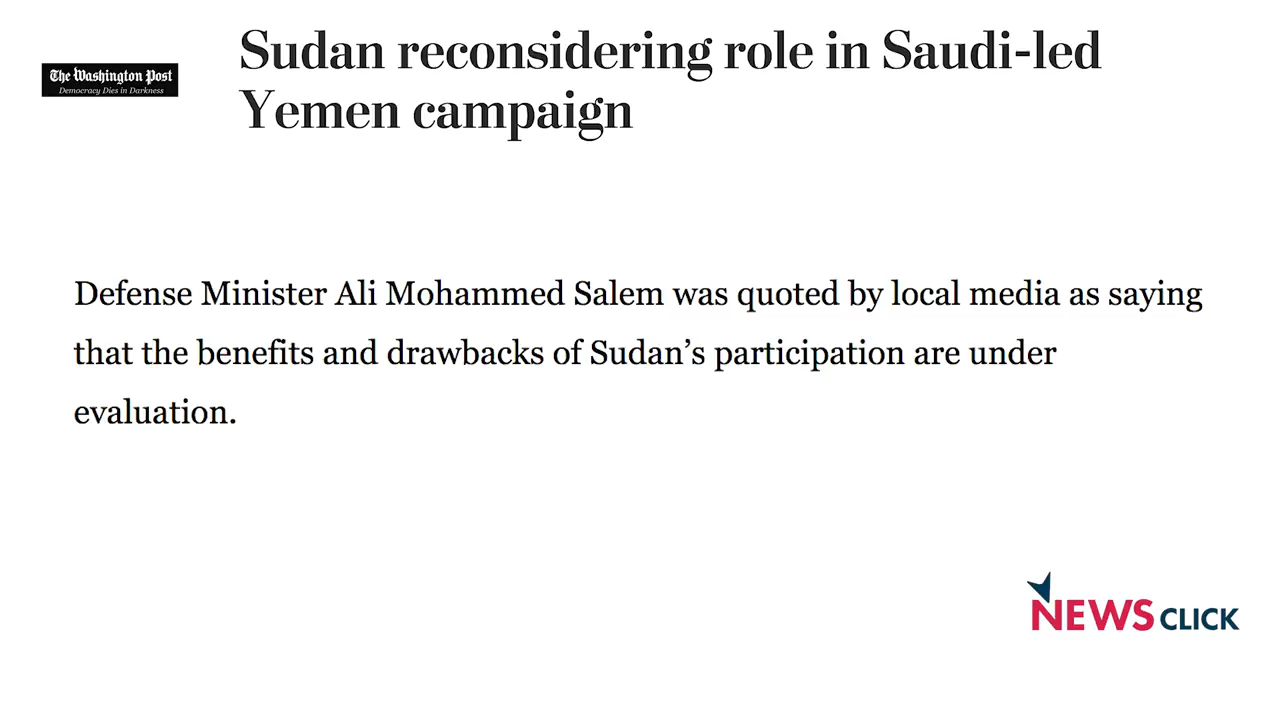 The Washington Post
Democracy Dies in Darkness
Sudan reconsidering role in Saudi-led
Yemen campaign
Defense Minister Ali Mohammed Salem was quoted by local media as saying
that the benefits and drawbacks of Sudan’s participation are under
evaluation.
NEWSCLICK